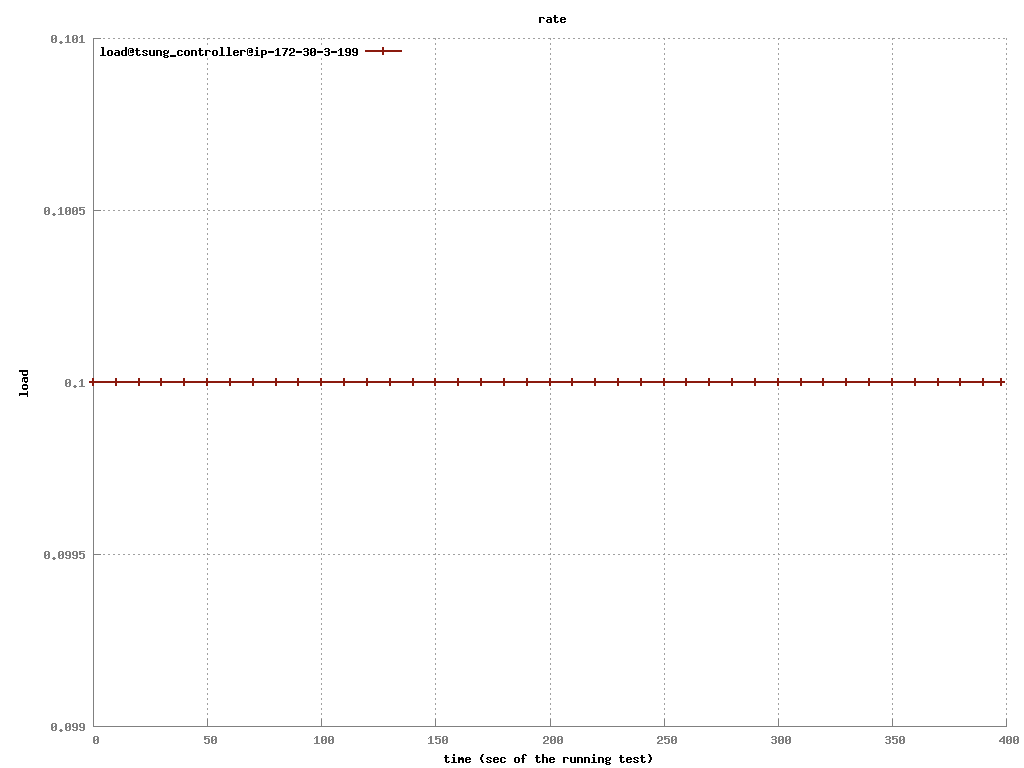 rate
0.101
load@tsung_controller@ip-172-30-3-199
0.1005
load
0.1
0.0995
0.099
0 50 100 150 200 250 300 350 400
time (sec of the running test)